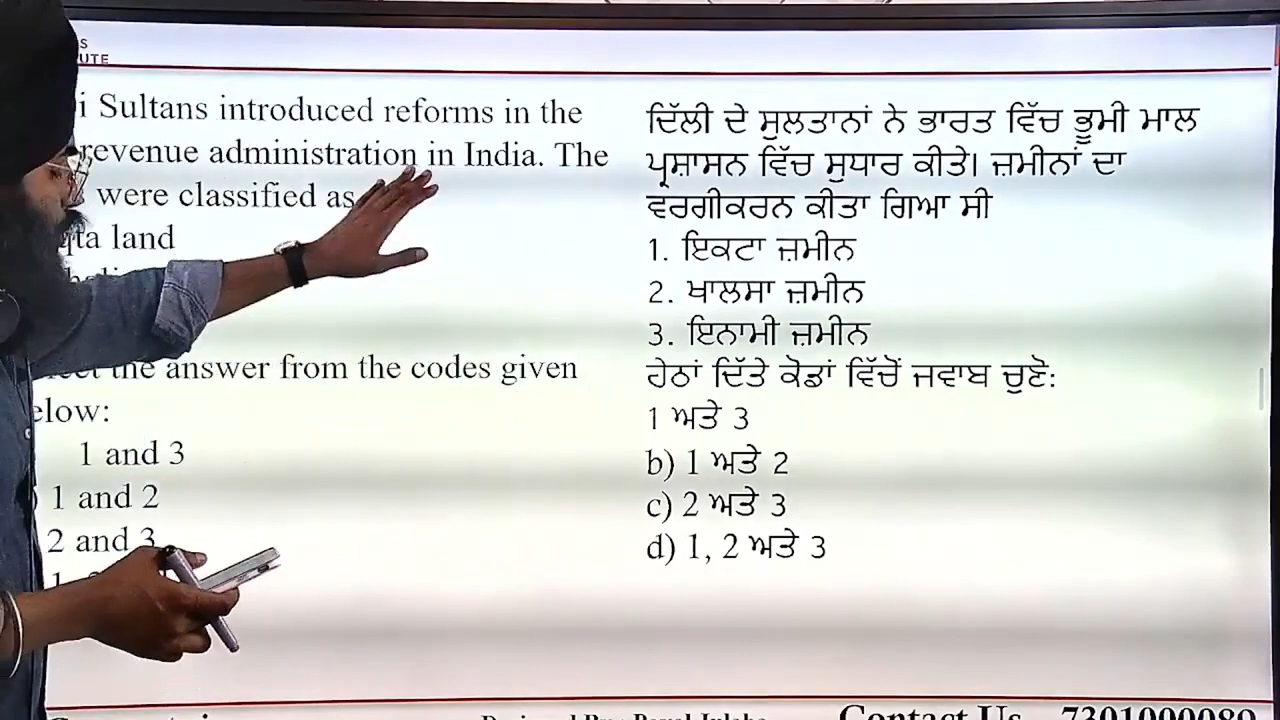 UTE
Sultans introduced reforms in the
revenue administration in India. The
were classified as
land
the answer from the codes given
elow:
1 and 3
1 and 2
2 and 3
ਦਿੱਲੀ ਦੇ ਸੁਲਤਾਨਾਂ ਨੇ ਭਾਰਤ ਵਿੱਚ ਭੂਮੀ ਮਾਲ
ਪ੍ਰਸ਼ਾਸਨ ਵਿੱਚ ਸੁਧਾਰ ਕੀਤੇ। ਜ਼ਮੀਨਾਂ ਦਾ
ਵਰਗੀਕਰਨ ਕੀਤਾ ਗਿਆ ਸੀ
1. ਇਕਟਾ ਜ਼ਮੀਨ
2. ਖਾਲਸਾ ਜ਼ਮੀਨ
3. ਇਨਾਮੀ ਜ਼ਮੀਨ
ਹੇਠਾਂ ਦਿੱਤੇ ਕੋਡਾਂ ਵਿੱਚੋਂ ਜਵਾਬ ਚੁਣੋ:
1 ਅਤੇ 3
b) 1 ਅਤੇ 2
c) 2 ਅਤੇ 3
d) 1, 2 ਅਤੇ 3
Contact Us